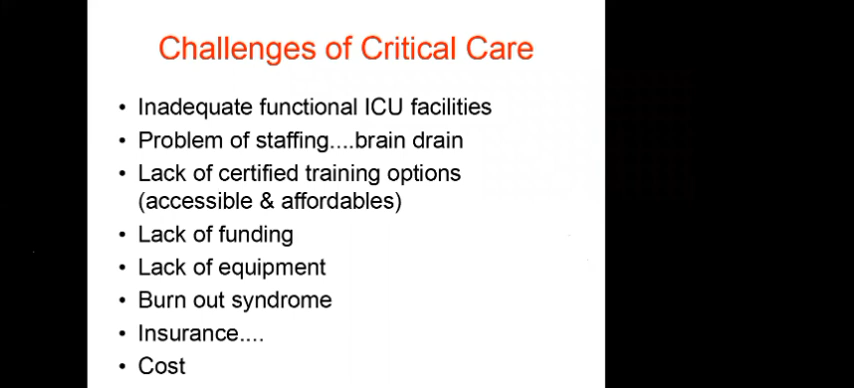 Challenges of Critical Care
• Inadequate functional ICU facilities
• Problem of staffing....brain drain
• Lack of certified training options
(accessible & affordables)
• Lack of funding
• Lack of equipment
• Burn out syndrome
• Insurance....
• Cost